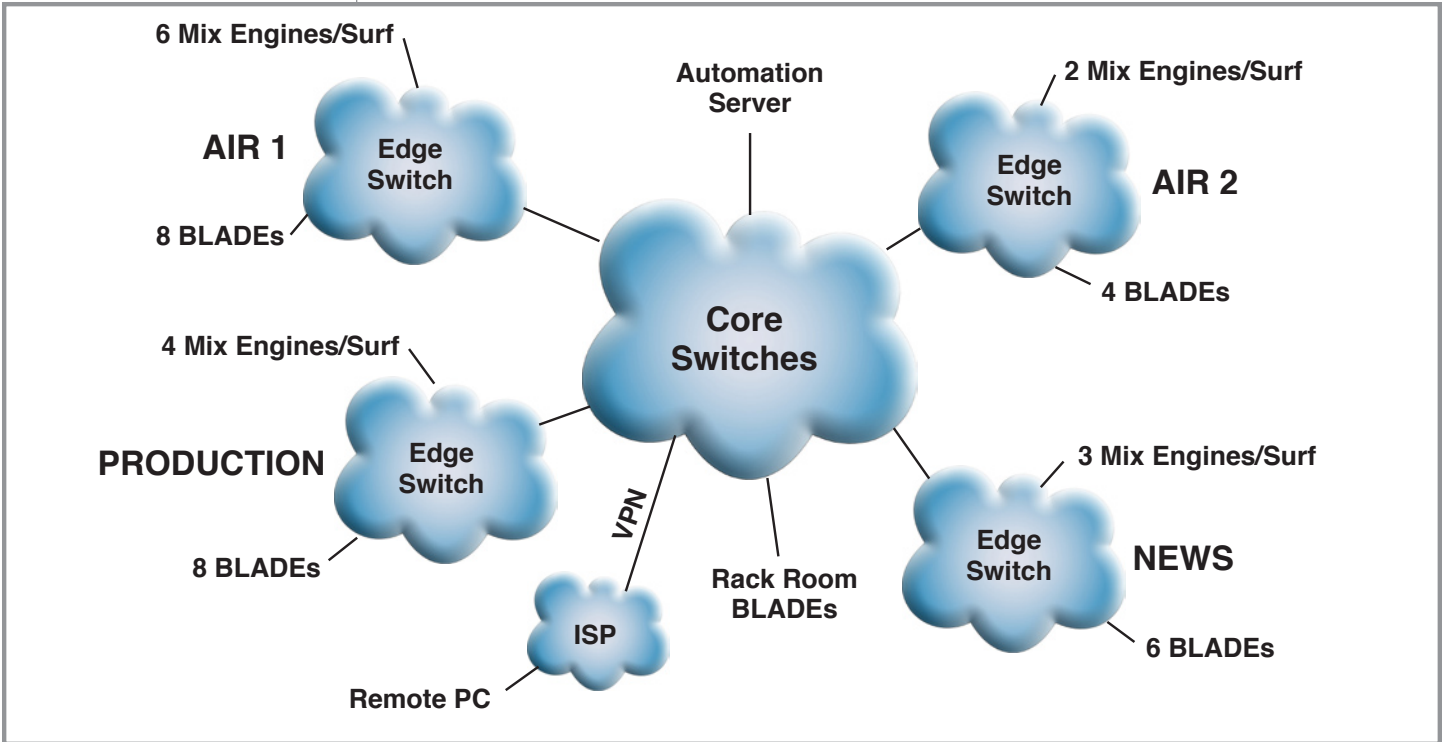 6 Mix Engines/Surf
AIR 1
Edge
Switch
8 BLADEs
Automation
Server
2 Mix Engines/Surf
Edge
Switch
AIR 2
4 BLADEs
Core
Switches
4 Mix Engines/Surf
PRODUCTION
Edge
Switch
8 BLADEs
VPN
ISP
Remote PC
Rack Room
BLADEs
3 Mix Engines/Surf
Edge
Switch
NEWS
6 BLADEs